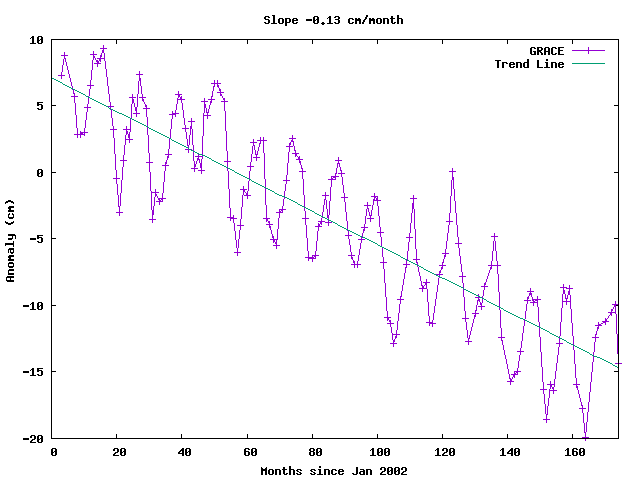 Slope -0.13 cm/month
GRACE
Trend Line
10
5
0
-5
-10
-15
-20
Anomaly (cm)
0 20 40 60 80 100 120 140 160
Months since Jan 2002